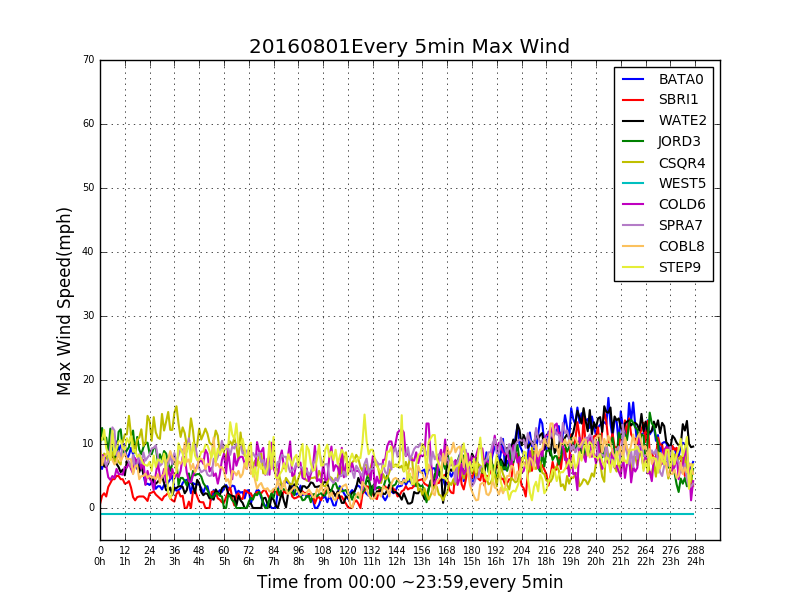 20160801Every 5min Max Wind
70
60
50
40
30
20
10
0
Max Wind Speed(mph)
BATA0
SBRI1
WATE2
JORD3
CSQR4
WEST5
COLD6
SPRA7
COBL8
STEP9
0 12 24 36 48 60 72 84 96 108 120 132 144 156 168 180 192 204 216 228 240 252 264 276 288
0h 1h 2h 3h 4h 5h 6h 7h 8h 9h 10h 11h 12h 13h 14h 15h 16h 17h 18h 19h 20h 21h 22h 23h 24h
Time from 00:00 ~23:59,every 5min